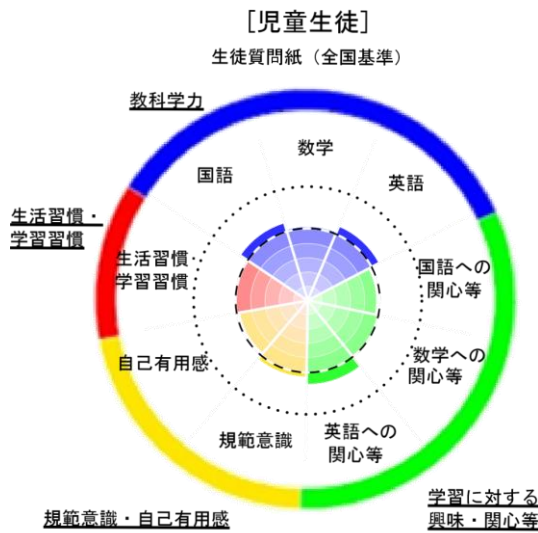 [児童生徒]
生徒質問紙（全国基準）
教科学力
数学
国語
英語
生活習慣・
学習習慣
生活習慣・
学習習慣
国語への
関心等
数学への
関心等
自己有用感
規範意識
英語への
関心等
学習に対する
興味・関心等
規範意識・自己有用感